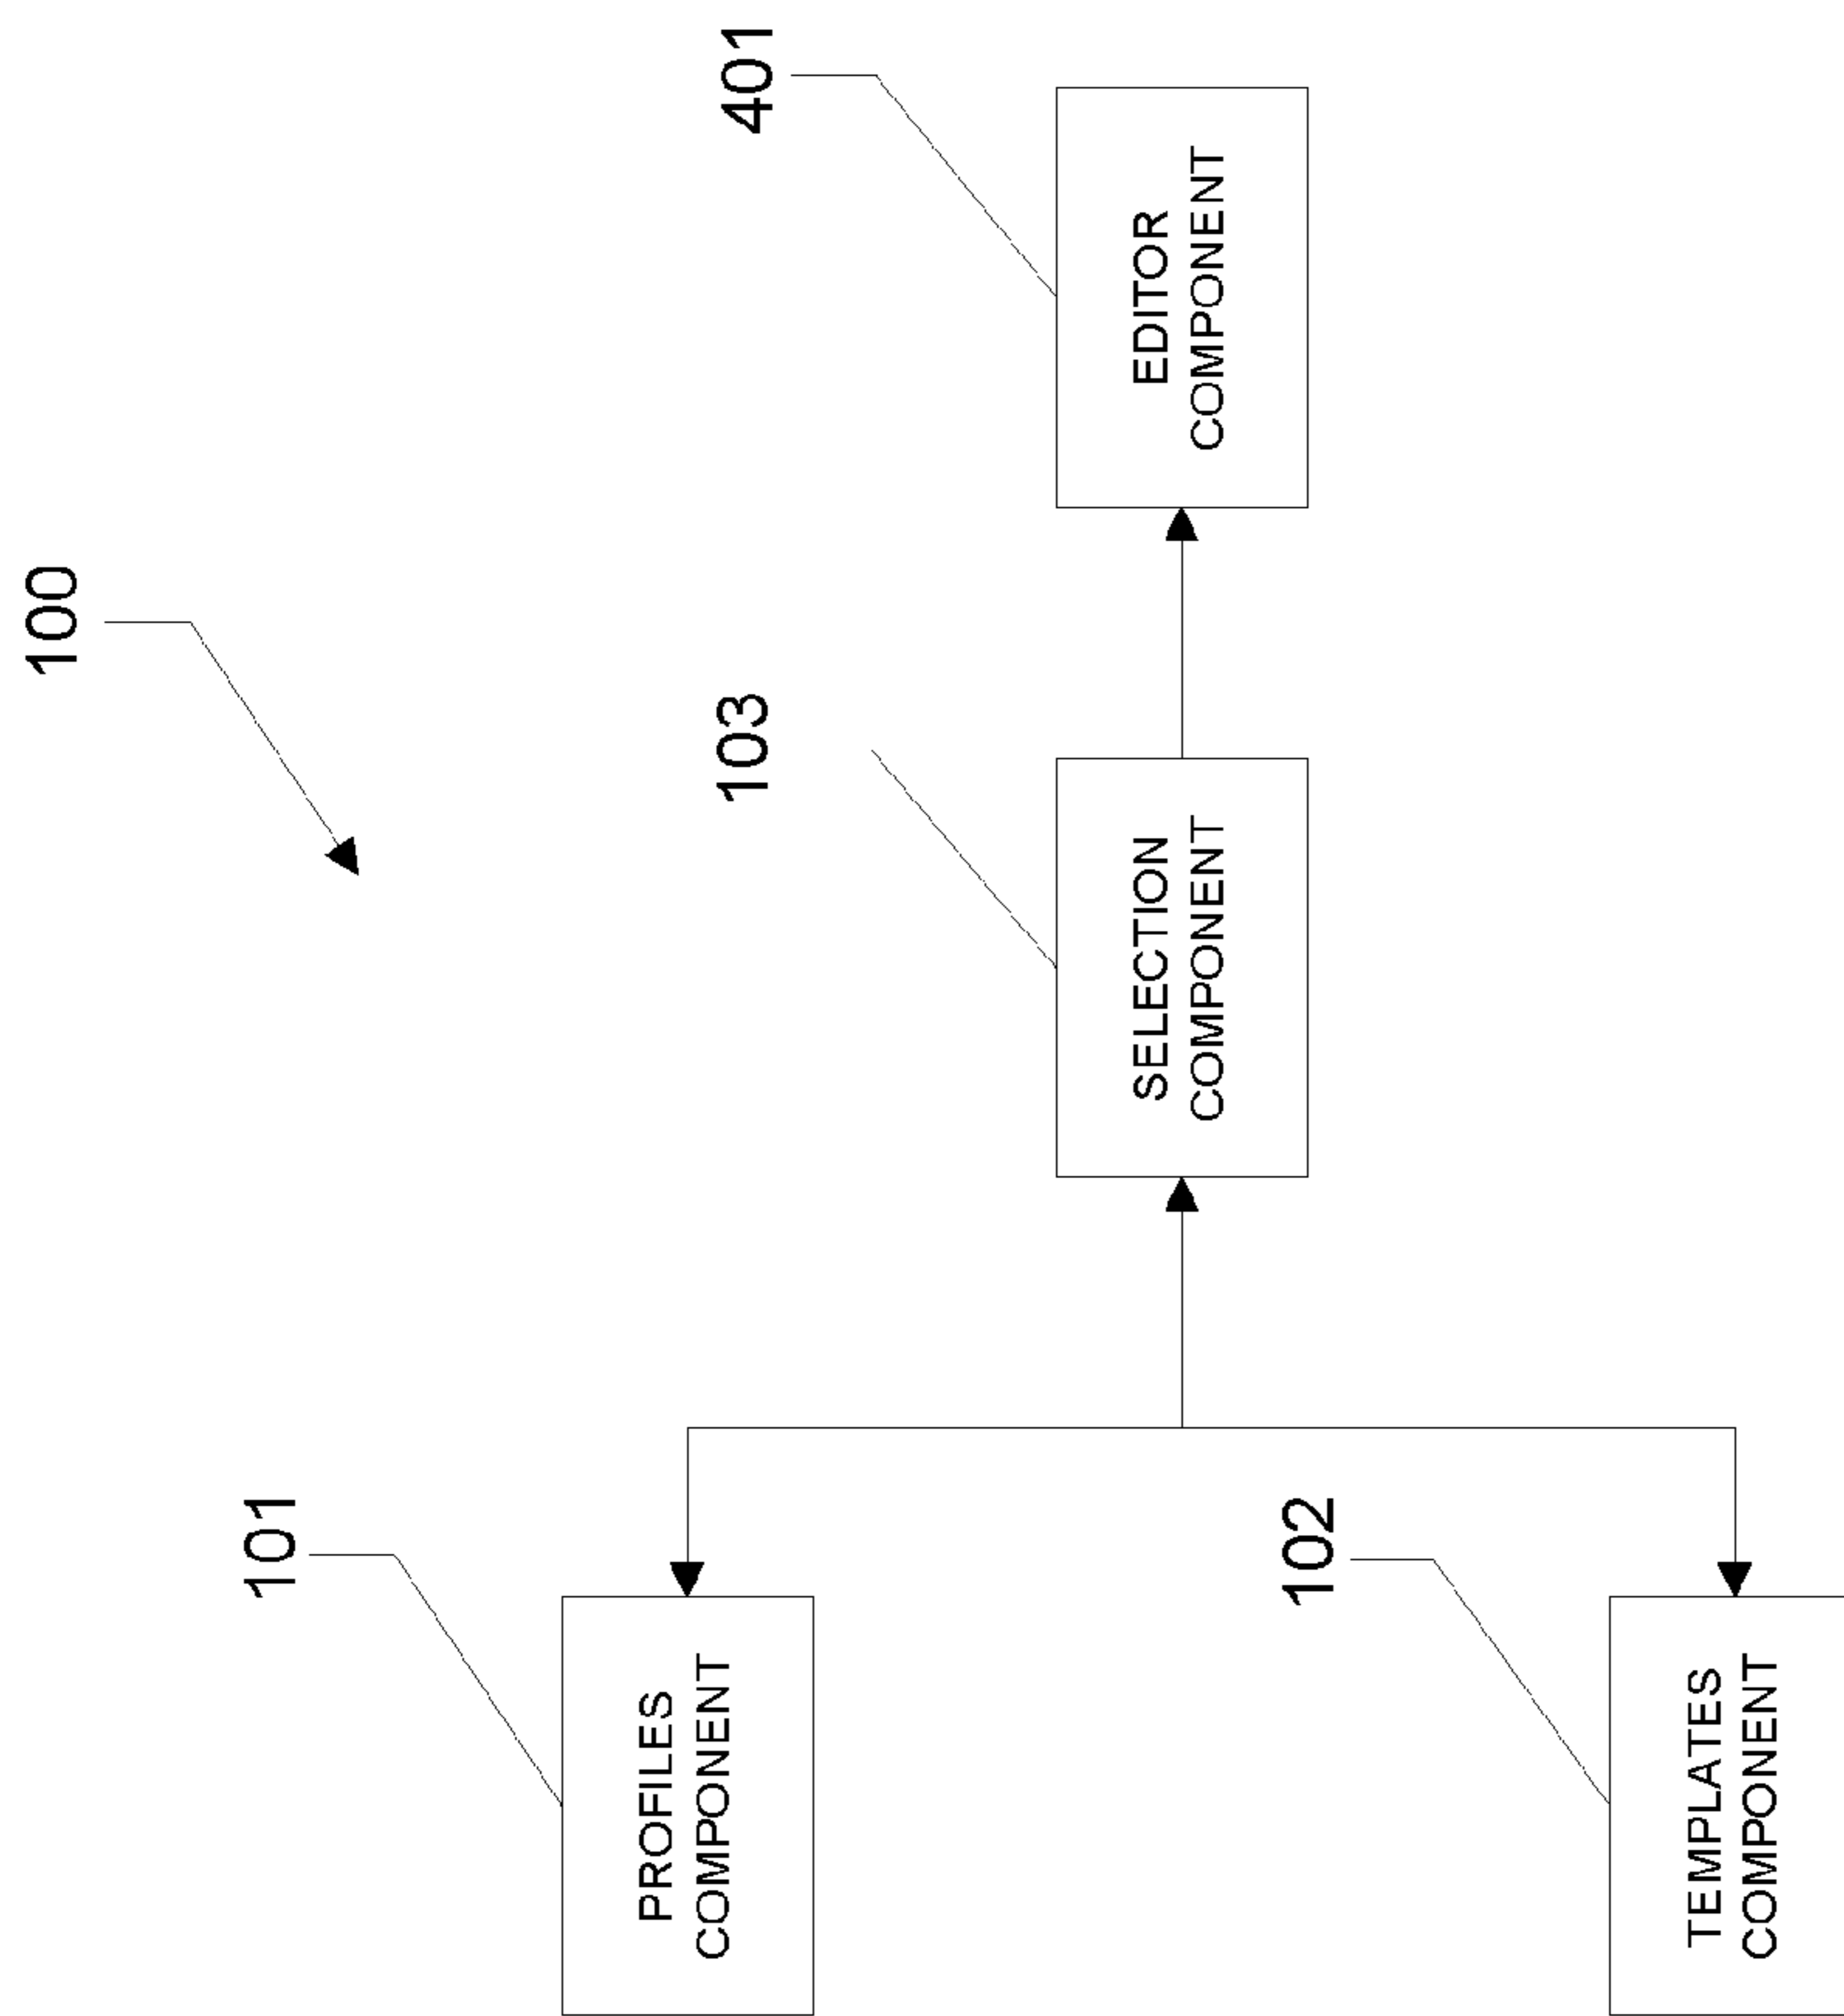 100
101
PROFILES
COMPONENT
103
SELECTION
COMPONENT
401
EDITOR
COMPONENT
102
TEMPLATES
COMPONENT